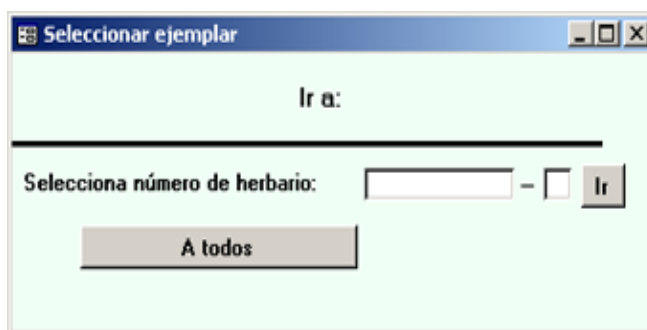 Seleccionar ejemplar
Ir a:
Selecciona número de herbario: – Ir
A todos